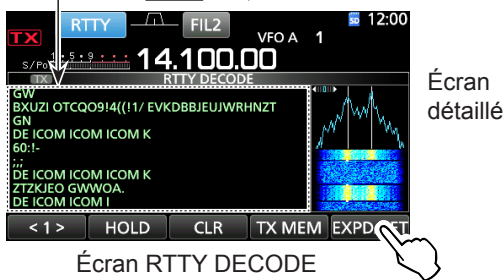 RTTY FIL2 12:00
TX VFO A 1
S/Po 1 · 5 · 9 14.100.00
TX RTTY DECODE
GW
BXUZI OTCQO9!4((!1/ EVKDBBJEUJWRHNZT
GN
DE ICOM ICOM ICOM K
60:!-
;;
DE ICOM ICOM ICOM K
ZTZKJEO GWWOA.
DE ICOM ICOM I
< 1 > HOLD CLR TX MEM
Écran
détaillé
Écran RTTY DECODE